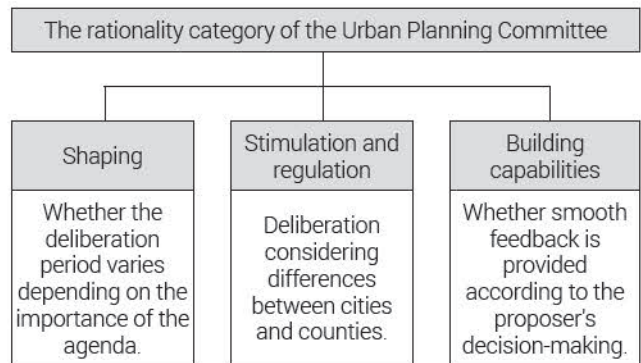 The rationality category of the Urban Planning Committee
Shaping
Whether the
deliberation
period varies
depending on the
importance of the
agenda.
Stimulation and
regulation
Deliberation
considering
differences
between cities
and counties.
Building
capabilities
Whether smooth
feedback is
provided
according to the
proposer's
decision-making.